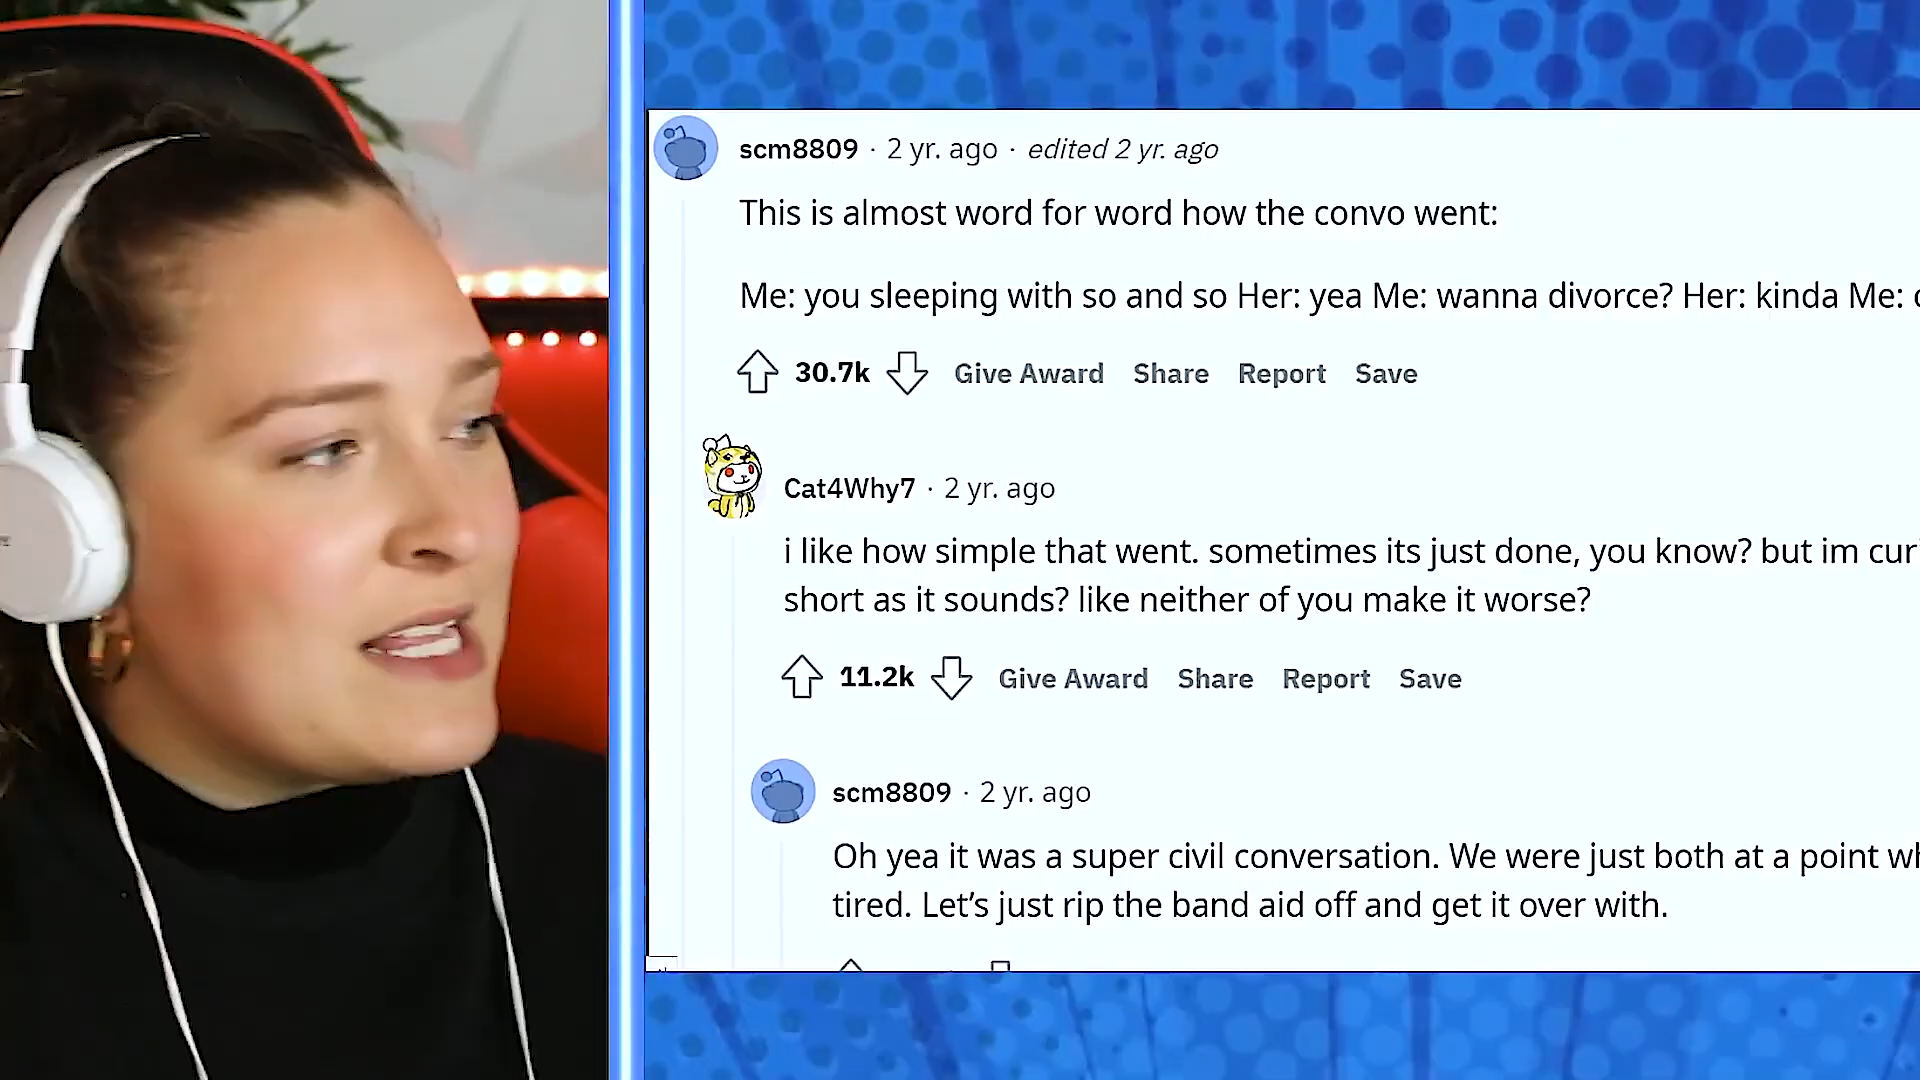 scm8809 · 2 yr. ago · edited 2 yr. ago
This is almost word for word how the convo went:
Me: you sleeping with so and so Her: yea Me: wanna divorce? Her: kinda Me:
30.7k Give Award Share Report Save
Cat4Why7 · 2 yr. ago
i like how simple that went. sometimes its just done, you know? but im
short as it sounds? like neither of you make it worse?
11.2k Give Award Share Report Save
scm8809 · 2 yr. ago
Oh yea it was a super civil conversation. We were just both at a point
tired. Let’s just rip the band aid off and get it over with.